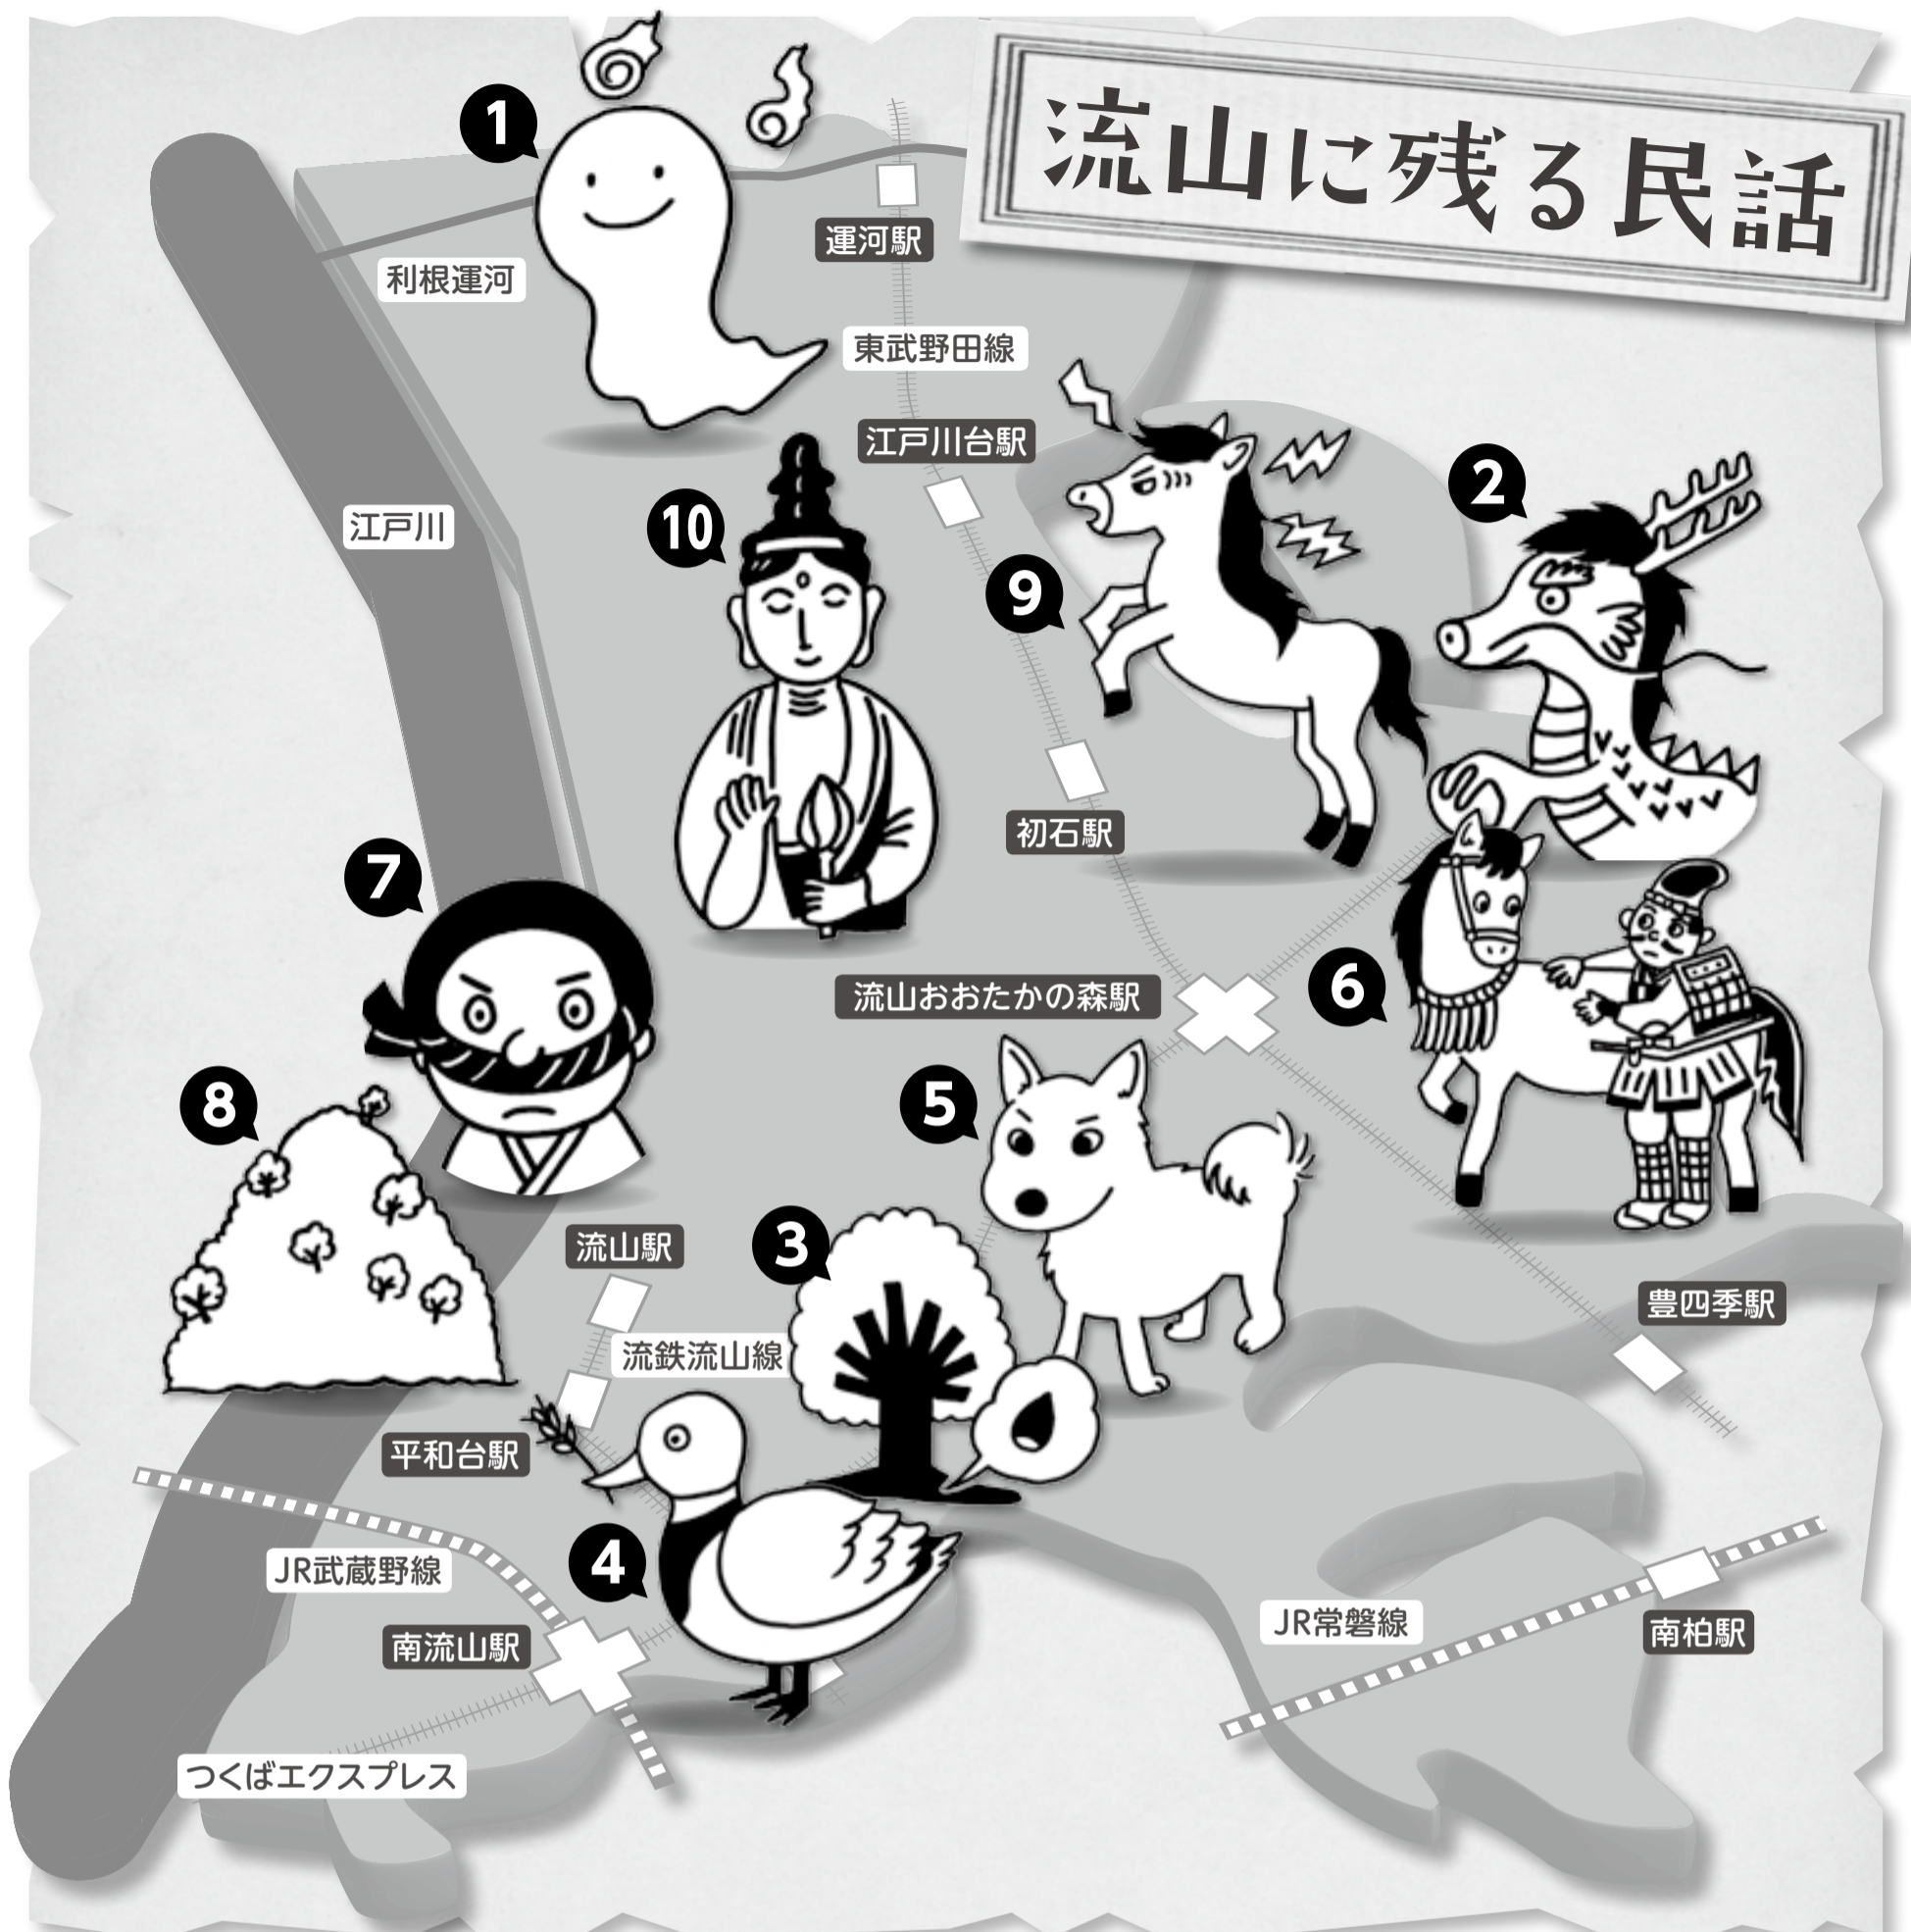 流山に残る民話
1
運河駅
利根運河
東武野田線
江戸川台駅
2
江戸川
10
9
初石駅
7
流山おおたかの森駅
6
8
5
流山駅
3
豊四季駅
流鉄流山線
平和台駅
4
JR武蔵野線
南流山駅
JR常磐線
南柏駅
つくばエクスプレス